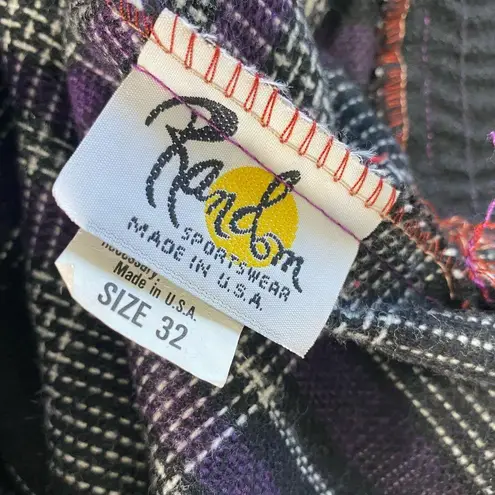 Random
SPORTSWEAR
MADE IN U.S.A.
necessary.
Made in U.S.A.
SIZE 32